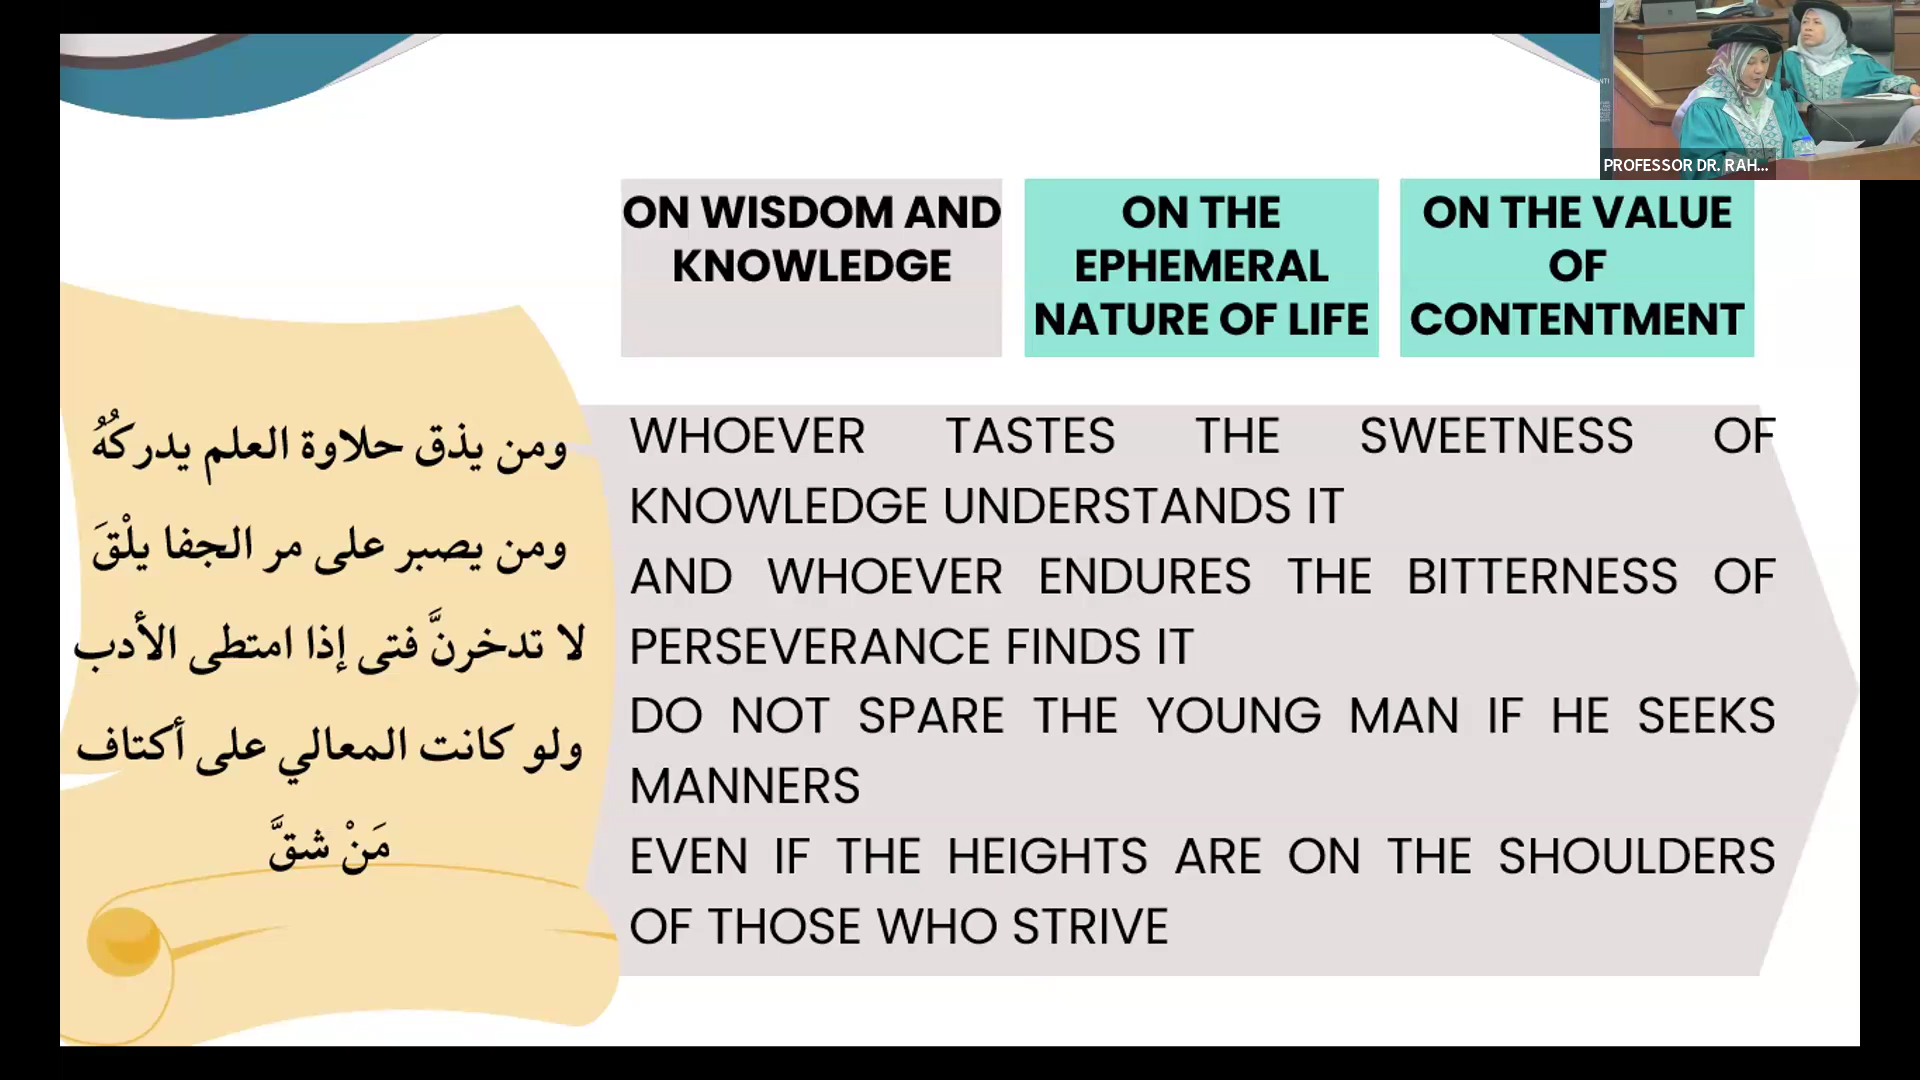 PROFESSOR DR. RAH...
ON WISDOM AND
KNOWLEDGE
ON THE
EPHEMERAL
NATURE OF LIFE
ON THE VALUE
OF
CONTENTMENT
ومن يذق حلاوة العلم يدركهُ
ومن يصبر على مر الجفا يلْقَ
لا تدخرنَّ فتى إذا امتطى الأدب
ولو كانت المعالي على أكتاف
مَنْ شقَّ
WHOEVER TASTES THE SWEETNESS OF
KNOWLEDGE UNDERSTANDS IT
AND WHOEVER ENDURES THE BITTERNESS OF
PERSEVERANCE FINDS IT
DO NOT SPARE THE YOUNG MAN IF HE SEEKS
MANNERS
EVEN IF THE HEIGHTS ARE ON THE SHOULDERS
OF THOSE WHO STRIVE